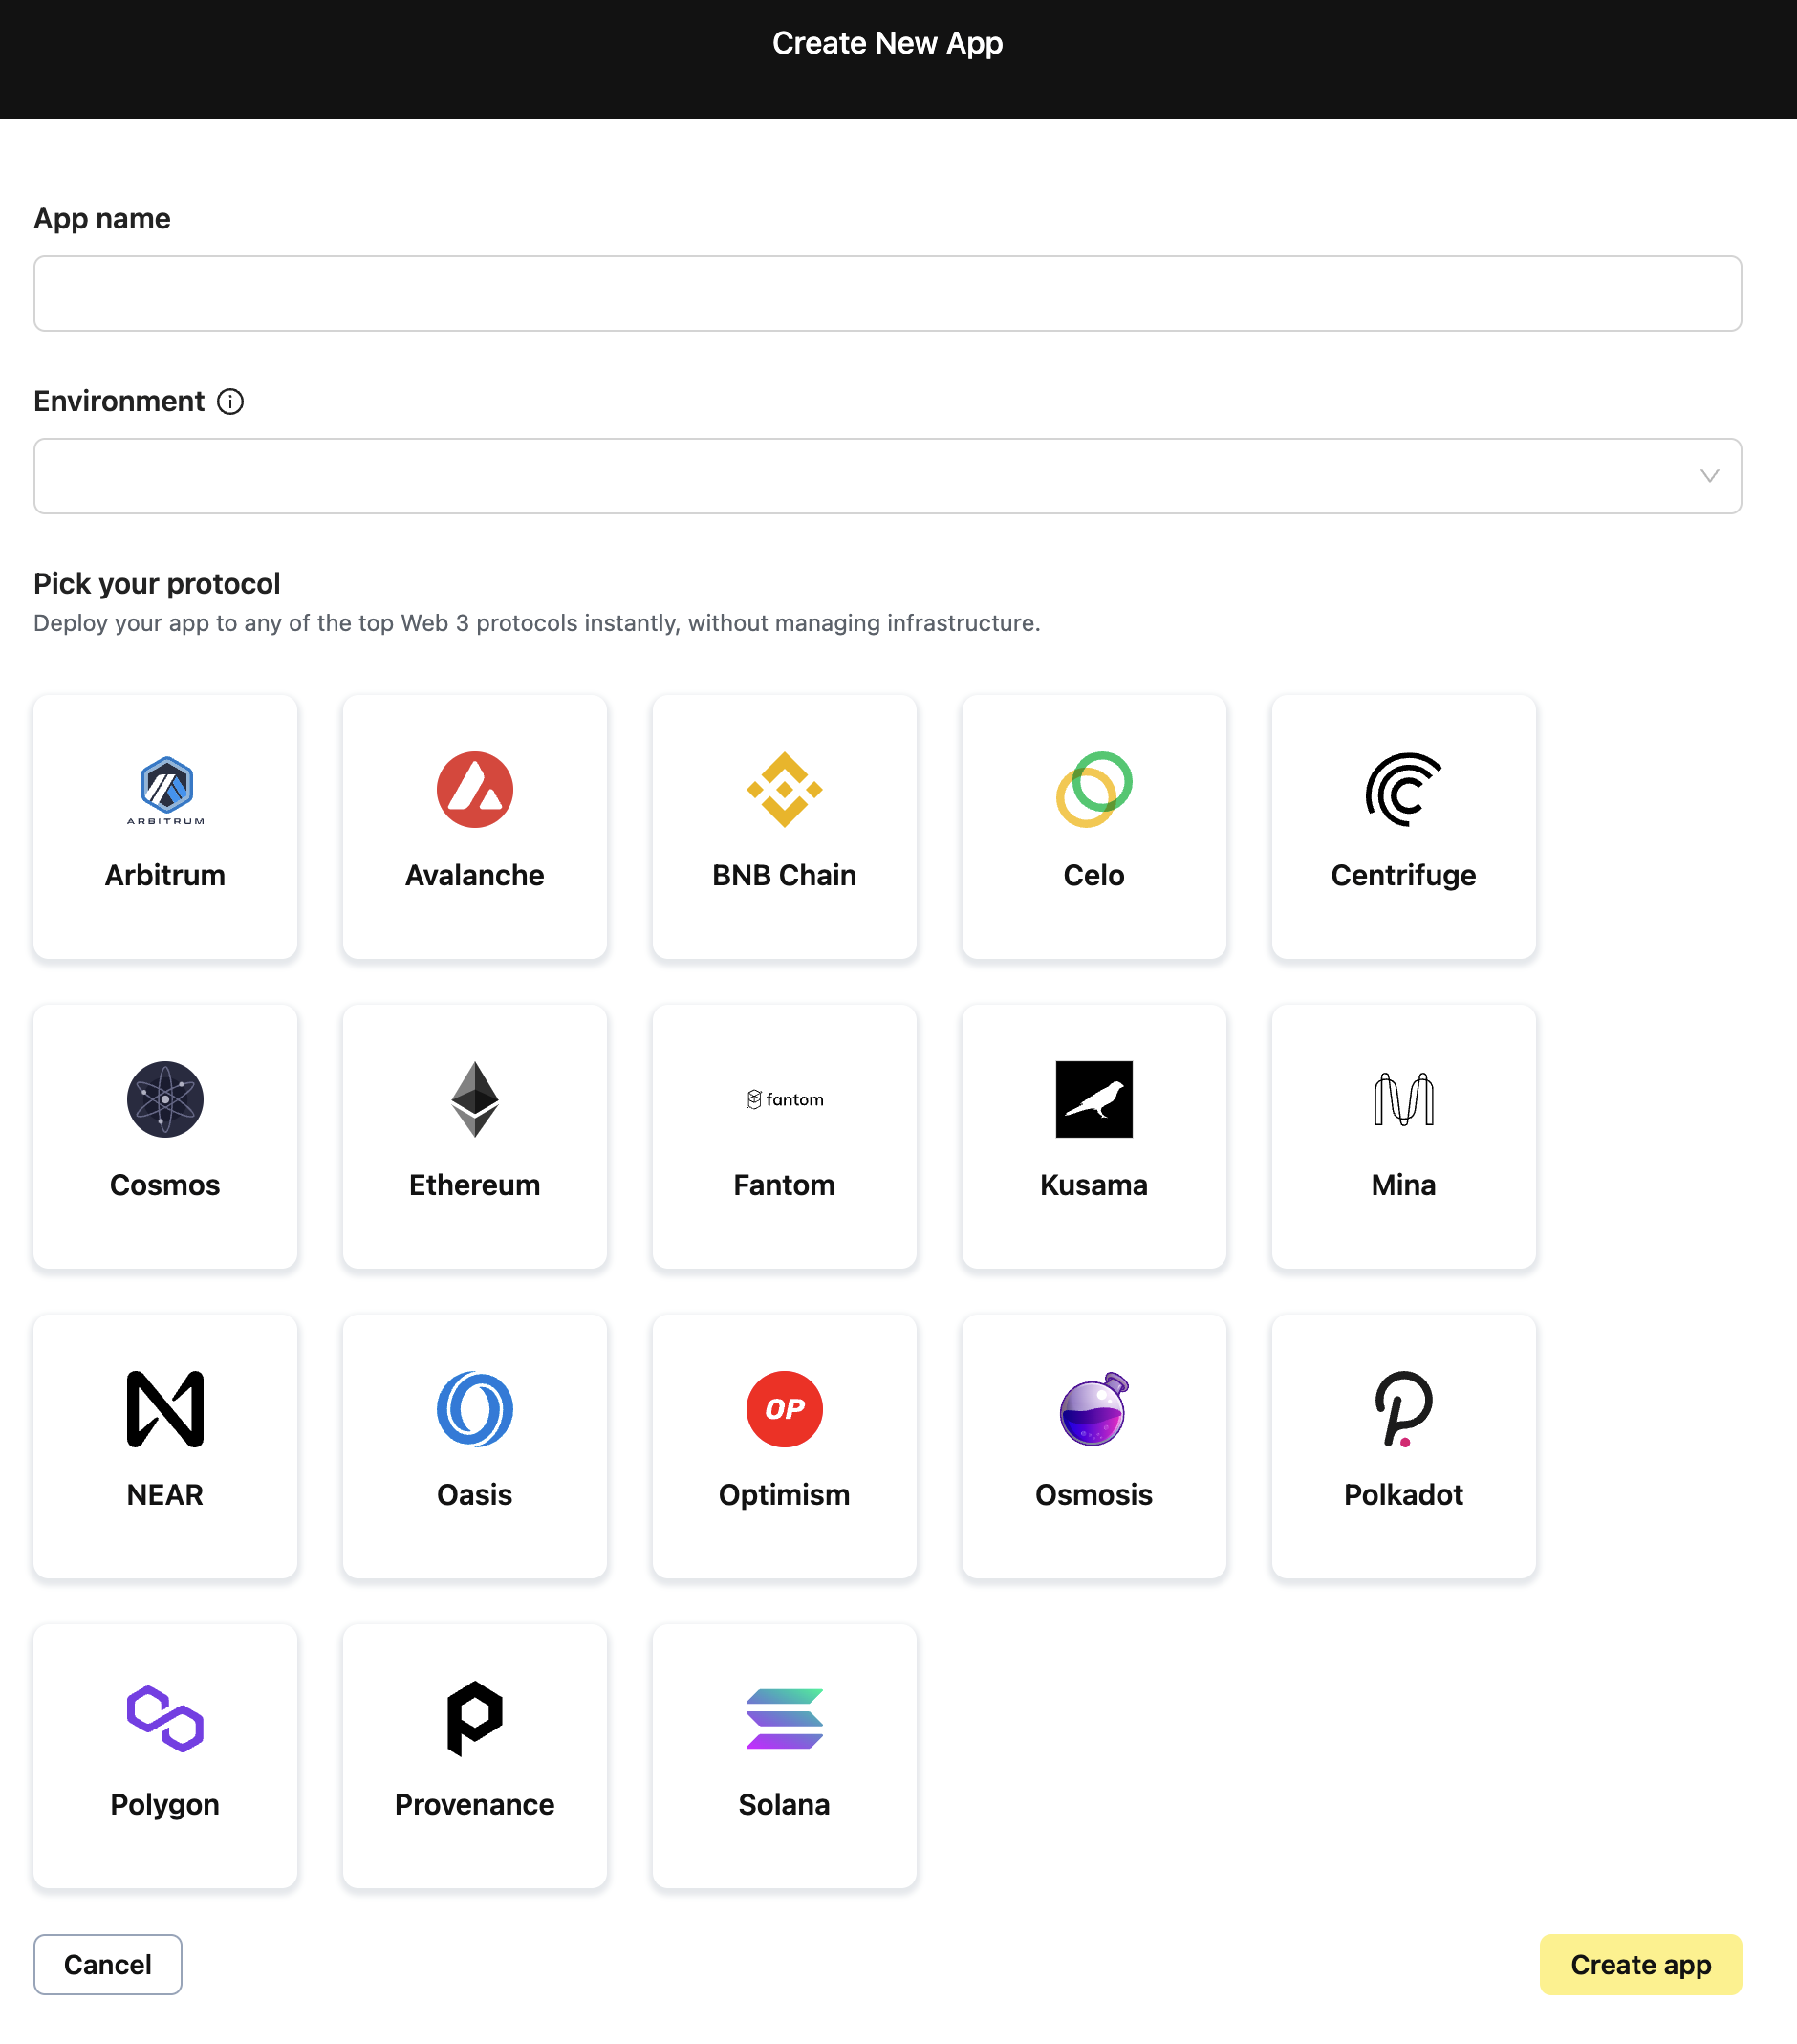 Create New App
App name
Environment
Pick your protocol
Deploy your app to any of the top Web 3 protocols instantly, without managing infrastructure.
ARBITRUM
Arbitrum
Avalanche
BNB Chain
Celo
Centrifuge
Cosmos
Ethereum
fantom
Fantom
Kusama
Mina
NEAR
Oasis
OP
Optimism
Osmosis
Polkadot
Polygon
Provenance
Solana
Cancel
Create app